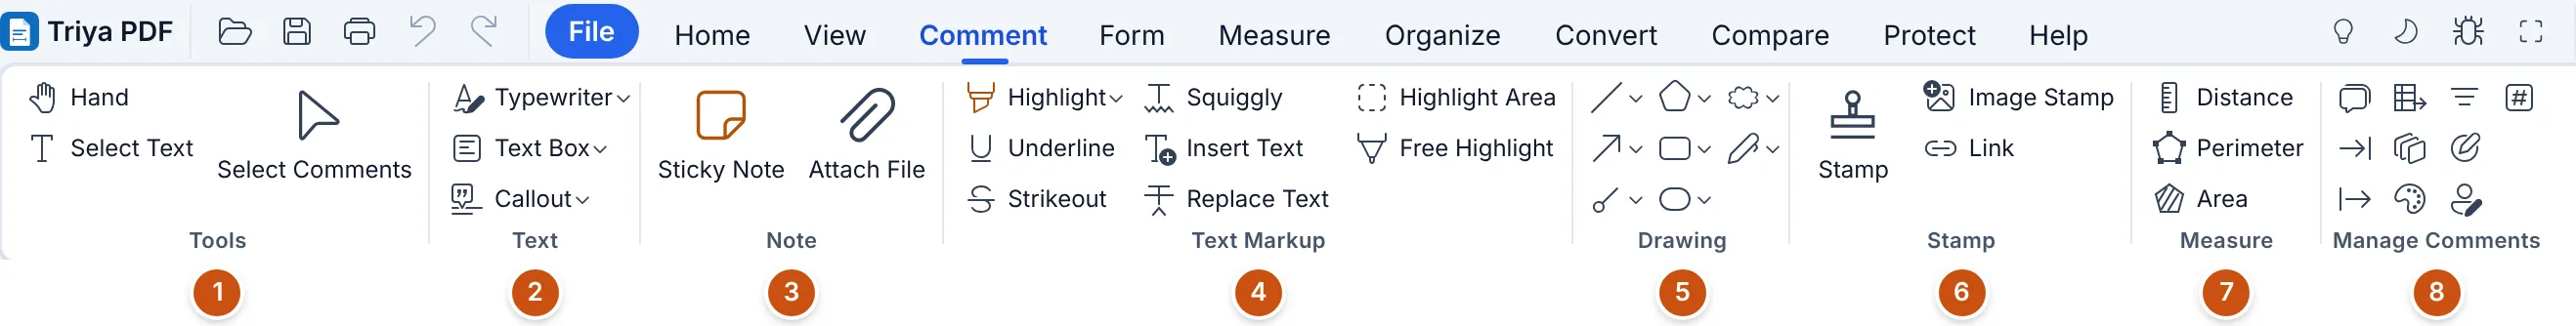 Triya PDF File Home View Comment Form Measure Organize Convert Compare Protect Help
Hand
Select Text
Select Comments
Tools
Typewriter
Text Box
Callout
Text
Sticky Note
Attach File
Note
Highlight
Underline
Strikeout
Squiggly
Insert Text
Replace Text
Highlight Area
Free Highlight
Text Markup
Drawing
Stamp
Image Stamp
Link
Stamp
Distance
Perimeter
Area
Measure
#
Manage Comments
1 2 3 4 5 6 7 8